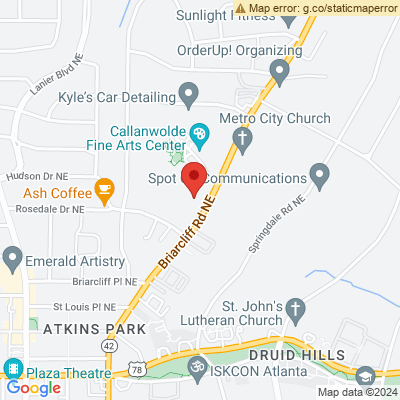 Map error: g.co/staticmaperror
Sunlight Fitness
OrderUp! Organizing
Lanier Blvd NE
Kyle's Car Detailing
Metro City Church
Callanwolde
Fine Arts Center
Hudson Dr NE
Spot Communications
Ash Coffee
Rosedale Dr NE
Briarcliff Rd NE
Springdale Rd NE
Emerald Artistry
Briarcliff Pl NE
St Louis Pl NE
St. John's
Lutheran Church
ATKINS PARK
42
DRUID HILLS
Plaza Theatre
78
ISKCON Atlanta
Google
Map data ©2024